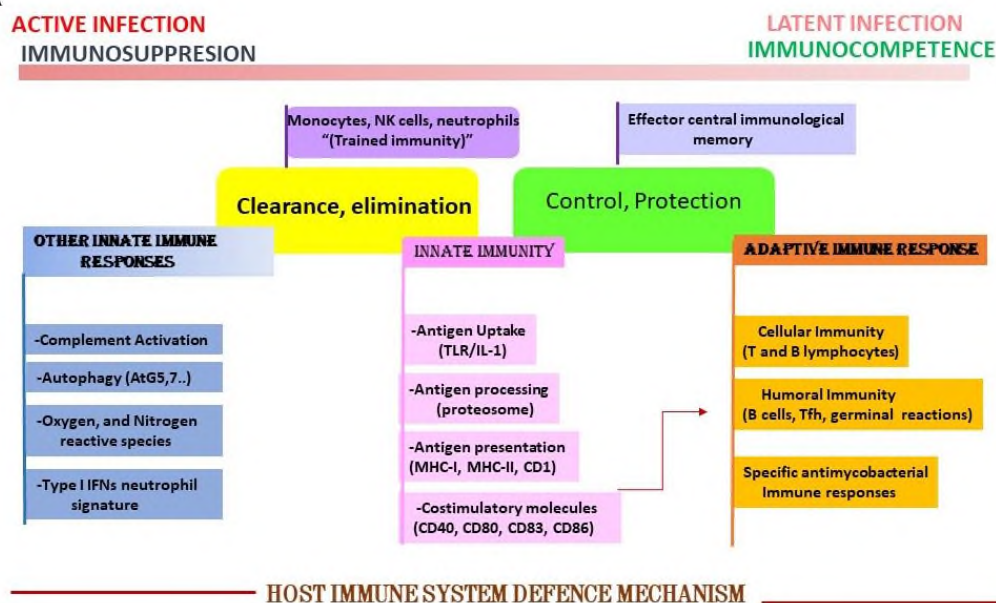 ACTIVE INFECTION
IMMUNOSUPPRESION
LATENT INFECTION
IMMUNOCOMPETENCE
Monocytes, NK cells, neutrophils
“(Trained immunity)”
Effector central immunological
memory
Clearance, elimination
Control, Protection
OTHER INNATE IMMUNE
RESPONSES
-Complement Activation
-Autophagy (AtG5,7..)
-Oxygen, and Nitrogen
reactive species
-Type I IFNs neutrophil
signature
INNATE IMMUNITY
-Antigen Uptake
(TLR/IL-1)
-Antigen processing
(proteosome)
-Antigen presentation
(MHC-I, MHC-II, CD1)
-Costimulatory molecules
(CD40, CD80, CD83, CD86)
ADAPTIVE IMMUNE RESPONSE
Cellular Immunity
(T and B lymphocytes)
Humoral Immunity
(B cells, Tfh, germinal reactions)
Specific antimycobacterial
Immune responses
HOST IMMUNE SYSTEM DEFENCE MECHANISM